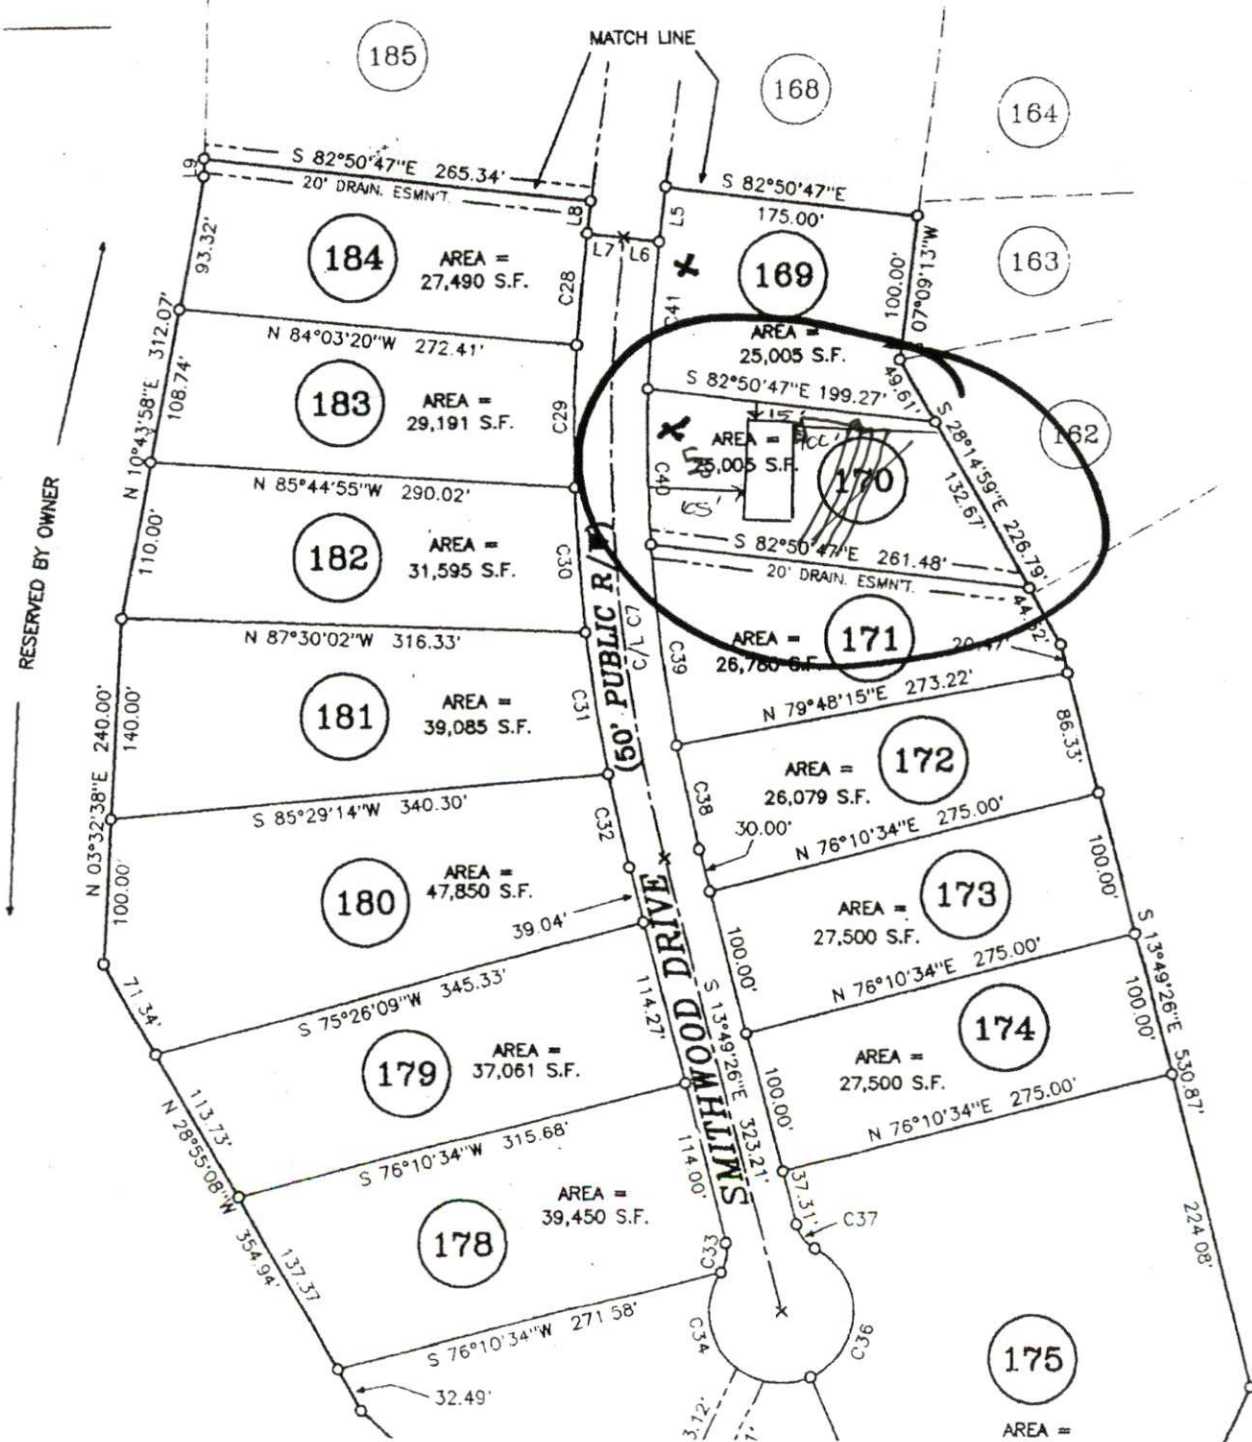 MATCH LINE
185
168
164
S 82°50'47"E 265.34'
20' DRAIN. ESMN'T.
L9
L8
L5
S 82°50'47"E
175.00'
L7
L6
184
AREA =
27,490 S.F.
169
163
93.32'
C28
C41
100.00'
07°09'13"W
AREA =
25,005 S.F.
N 84°03'20"W 272.41'
N 10°43'58"E 312.07'
108.74'
183
AREA =
29,191 S.F.
C29
S 82°50'47"E 199.27'
49.61'
15'
162
AREA =
25,005 S.F.
100'
170
C40
65'
S 28°14'59"E 226.79'
132.67'
N 85°44'55"W 290.02'
RESERVED BY OWNER
110.00'
182
AREA =
31,595 S.F.
C30
S 82°50'47"E 261.48'
20' DRAIN. ESMN'T.
44.52'
(50' PUBLIC R/W)
C/L C7
N 87°30'02"W 316.33'
AREA =
26,780 S.F.
171
20.47'
C39
N 79°48'15"E 273.22'
181
AREA =
39,085 S.F.
C31
N 03°32'38"E 240.00'
140.00'
86.33'
172
AREA =
26,079 S.F.
C38
S 85°29'14"W 340.30'
C32
30.00'
N 76°10'34"E 275.00'
180
AREA =
47,850 S.F.
100.00'
39.04'
173
AREA =
27,500 S.F.
100.00'
100.00'
SMITHWOOD DRIVE
S 13°49'26"E 323.21'
N 76°10'34"E 275.00'
S 13°49'26"E 530.87'
71.34'
S 75°26'09"W 345.33'
114.27'
174
AREA =
27,500 S.F.
100.00'
100.00'
179
AREA =
37,061 S.F.
N 76°10'34"E 275.00'
113.73'
N 28°55'08"W 354.94'
S 76°10'34"W 315.68'
114.00'
37.31'
C37
AREA =
39,450 S.F.
178
C33
224.08'
137.37
S 76°10'34"W 271.58'
C34
C36
32.49'
175
AREA =
3.12'